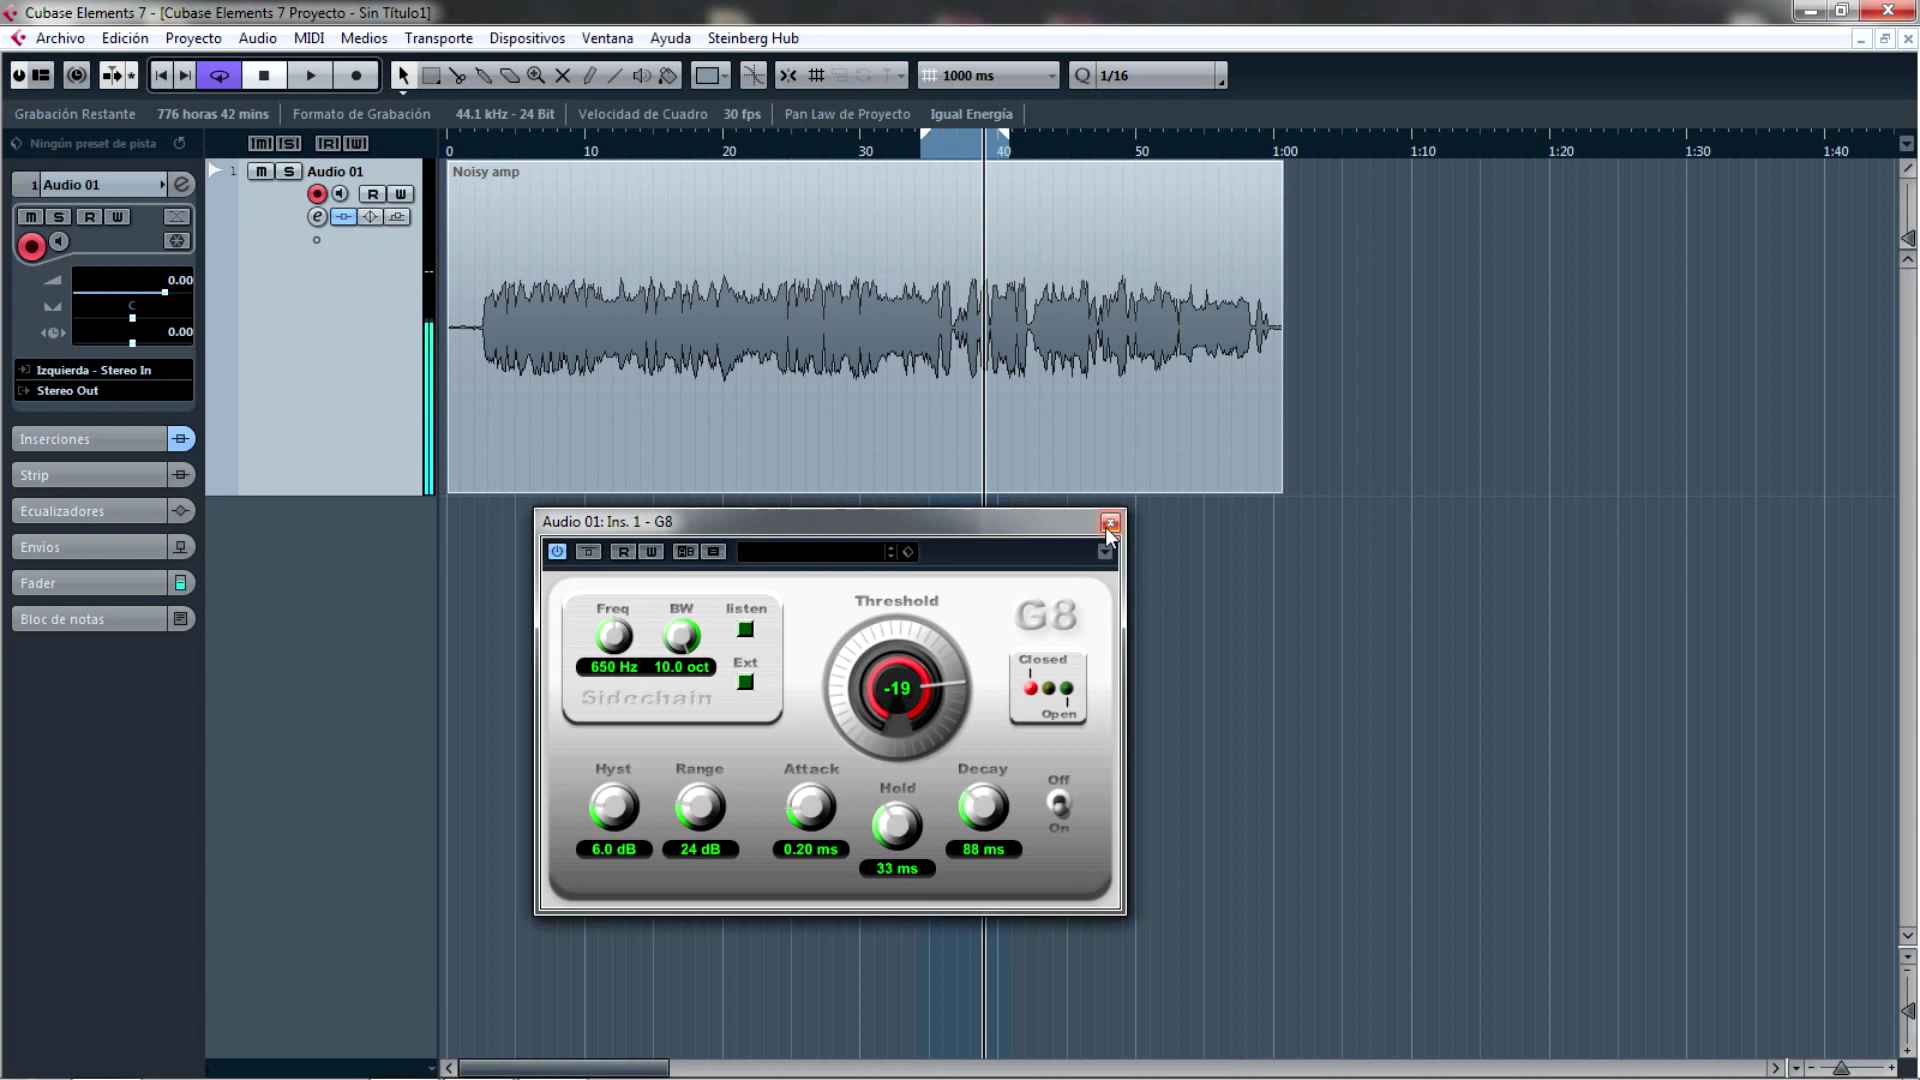 Cubase Elements 7 - [Cubase Elements 7 Proyecto - Sin Título1]
Archivo Edición Proyecto Audio MIDI Medios Transporte Dispositivos Ventana Ayuda Steinberg Hub
1000 ms Q 1/16
Grabación Restante 776 horas 42 mins Formato de Grabación 44.1 kHz - 24 Bit Velocidad de Cuadro 30 fps Pan Law de Proyecto Igual Energía
Ningún preset de pista
[M] [S] [R] [W]
0 10 20 30 40 50 1:00 1:10 1:20 1:30 1:40
1 Audio 01
M S R W
0.00
C
0.00
Izquierda - Stereo In
Stereo Out
Inserciones
Strip
Ecualizadores
Envíos
Fader
Bloc de notas
1 M S Audio 01
R W
e
Noisy amp
Audio 01: Ins. 1 - G8
R W AB
Freq BW listen
650 Hz 10.0 oct
Ext
Sidechain
Threshold
-19
G8
Closed
Open
Hyst Range Attack Hold Decay Off
On
6.0 dB 24 dB 0.20 ms 33 ms 88 ms